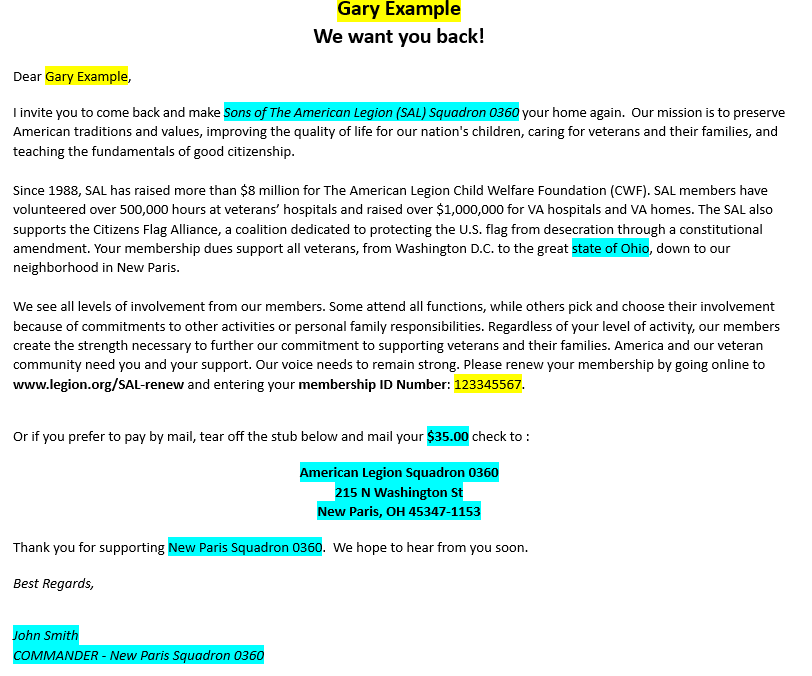 Gary Example
We want you back!
Dear Gary Example,
I invite you to come back and make Sons of The American Legion (SAL) Squadron 0360 your home again.  Our mission is to preserve
American traditions and values, improving the quality of life for our nation's children, caring for veterans and their families, and
teaching the fundamentals of good citizenship.
Since 1988, SAL has raised more than $8 million for The American Legion Child Welfare Foundation (CWF). SAL members have
volunteered over 500,000 hours at veterans’ hospitals and raised over $1,000,000 for VA hospitals and VA homes. The SAL also
supports the Citizens Flag Alliance, a coalition dedicated to protecting the U.S. flag from desecration through a constitutional
amendment. Your membership dues support all veterans, from Washington D.C. to the great state of Ohio, down to our
neighborhood in New Paris.
We see all levels of involvement from our members. Some attend all functions, while others pick and choose their involvement
because of commitments to other activities or personal family responsibilities. Regardless of your level of activity, our members
create the strength necessary to further our commitment to supporting veterans and their families. America and our veteran
community need you and your support. Our voice needs to remain strong. Please renew your membership by going online to
www.legion.org/SAL-renew and entering your membership ID Number: 123345567.
Or if you prefer to pay by mail, tear off the stub below and mail your $35.00 check to :
American Legion Squadron 0360
215 N Washington St
New Paris, OH 45347-1153
Thank you for supporting New Paris Squadron 0360.  We hope to hear from you soon.
Best Regards,
John Smith
COMMANDER - New Paris Squadron 0360